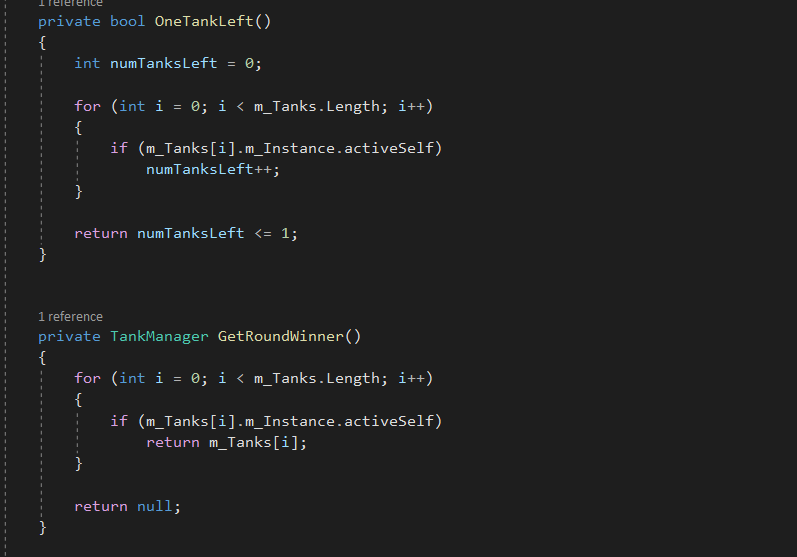 1 reference
private bool OneTankLeft()
{
int numTanksLeft = 0;
for (int i = 0; i < m_Tanks.Length; i++)
{
if (m_Tanks[i].m_Instance.activeSelf)
numTanksLeft++;
}
return numTanksLeft <= 1;
}
1 reference
private TankManager GetRoundWinner()
{
for (int i = 0; i < m_Tanks.Length; i++)
{
if (m_Tanks[i].m_Instance.activeSelf)
return m_Tanks[i];
}
return null;
}